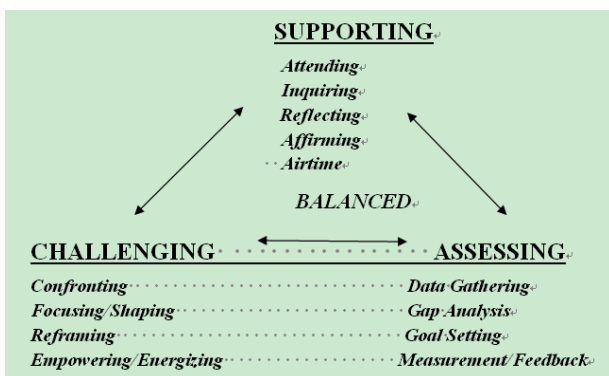 SUPPORTING
Attending
Inquiring
Reflecting
Affirming
Airtime
BALANCED
CHALLENGING ASSESSING
Confronting Data Gathering
Focusing/Shaping Gap Analysis
Reframing Goal Setting
Empowering/Energizing Measurement/Feedback